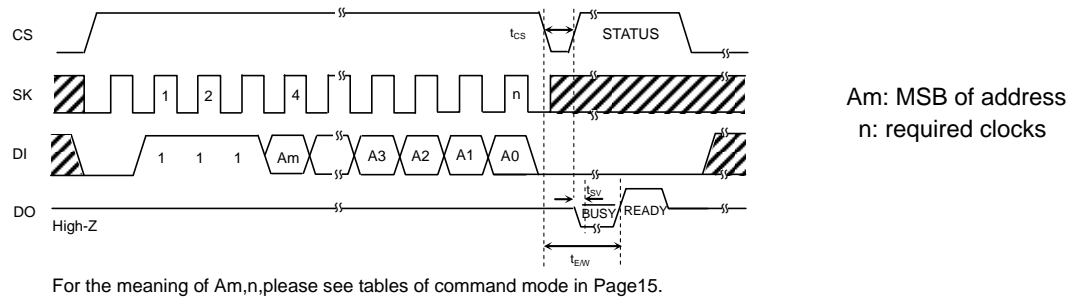 CS
tCS
STATUS
SK
1 2 4 n
DI
1 1 1 Am A3 A2 A1 A0
tSV
DO
BUSY READY
High-Z
tE/W
Am: MSB of address
n: required clocks
For the meaning of Am,n,please see tables of command mode in Page15.